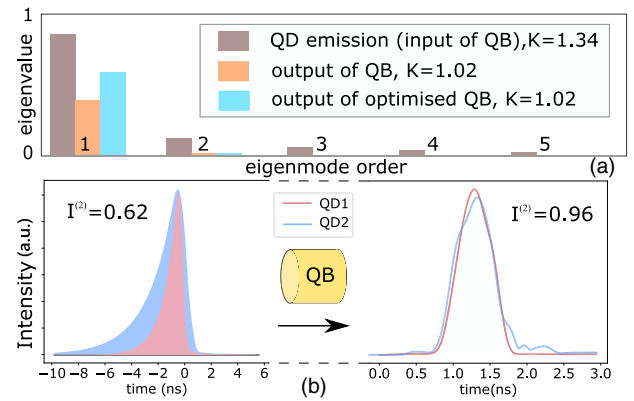 1
eigenvalue
0
QD emission (input of QB),K=1.34
output of QB, K=1.02
output of optimised QB, K=1.02
1 2 3 4 5
eigenmode order
(a)
I⁽²⁾=0.62
QD1
QD2
I⁽²⁾=0.96
Intensity (a.u.)
QB
−10 −8 −6 −4 −2 0 2 4 6
time (ns)
(b)
0.0 0.5 1.0 1.5 2.0 2.5 3.0
time(ns)